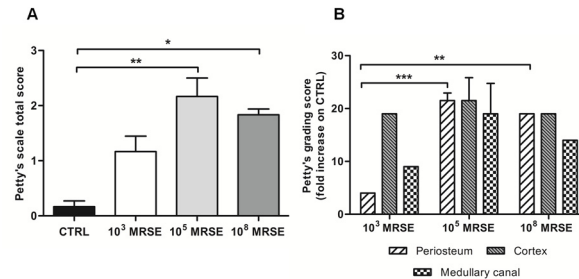 A
Petty's scale total score
3
2
1
0
*
**
CTRL
10³ MRSE
10⁵ MRSE
10⁸ MRSE
B
Petty's grading score
(fold increase on CTRL)
30
20
10
0
**
***
10³ MRSE
10⁵ MRSE
10⁸ MRSE
Periosteum
Cortex
Medullary canal